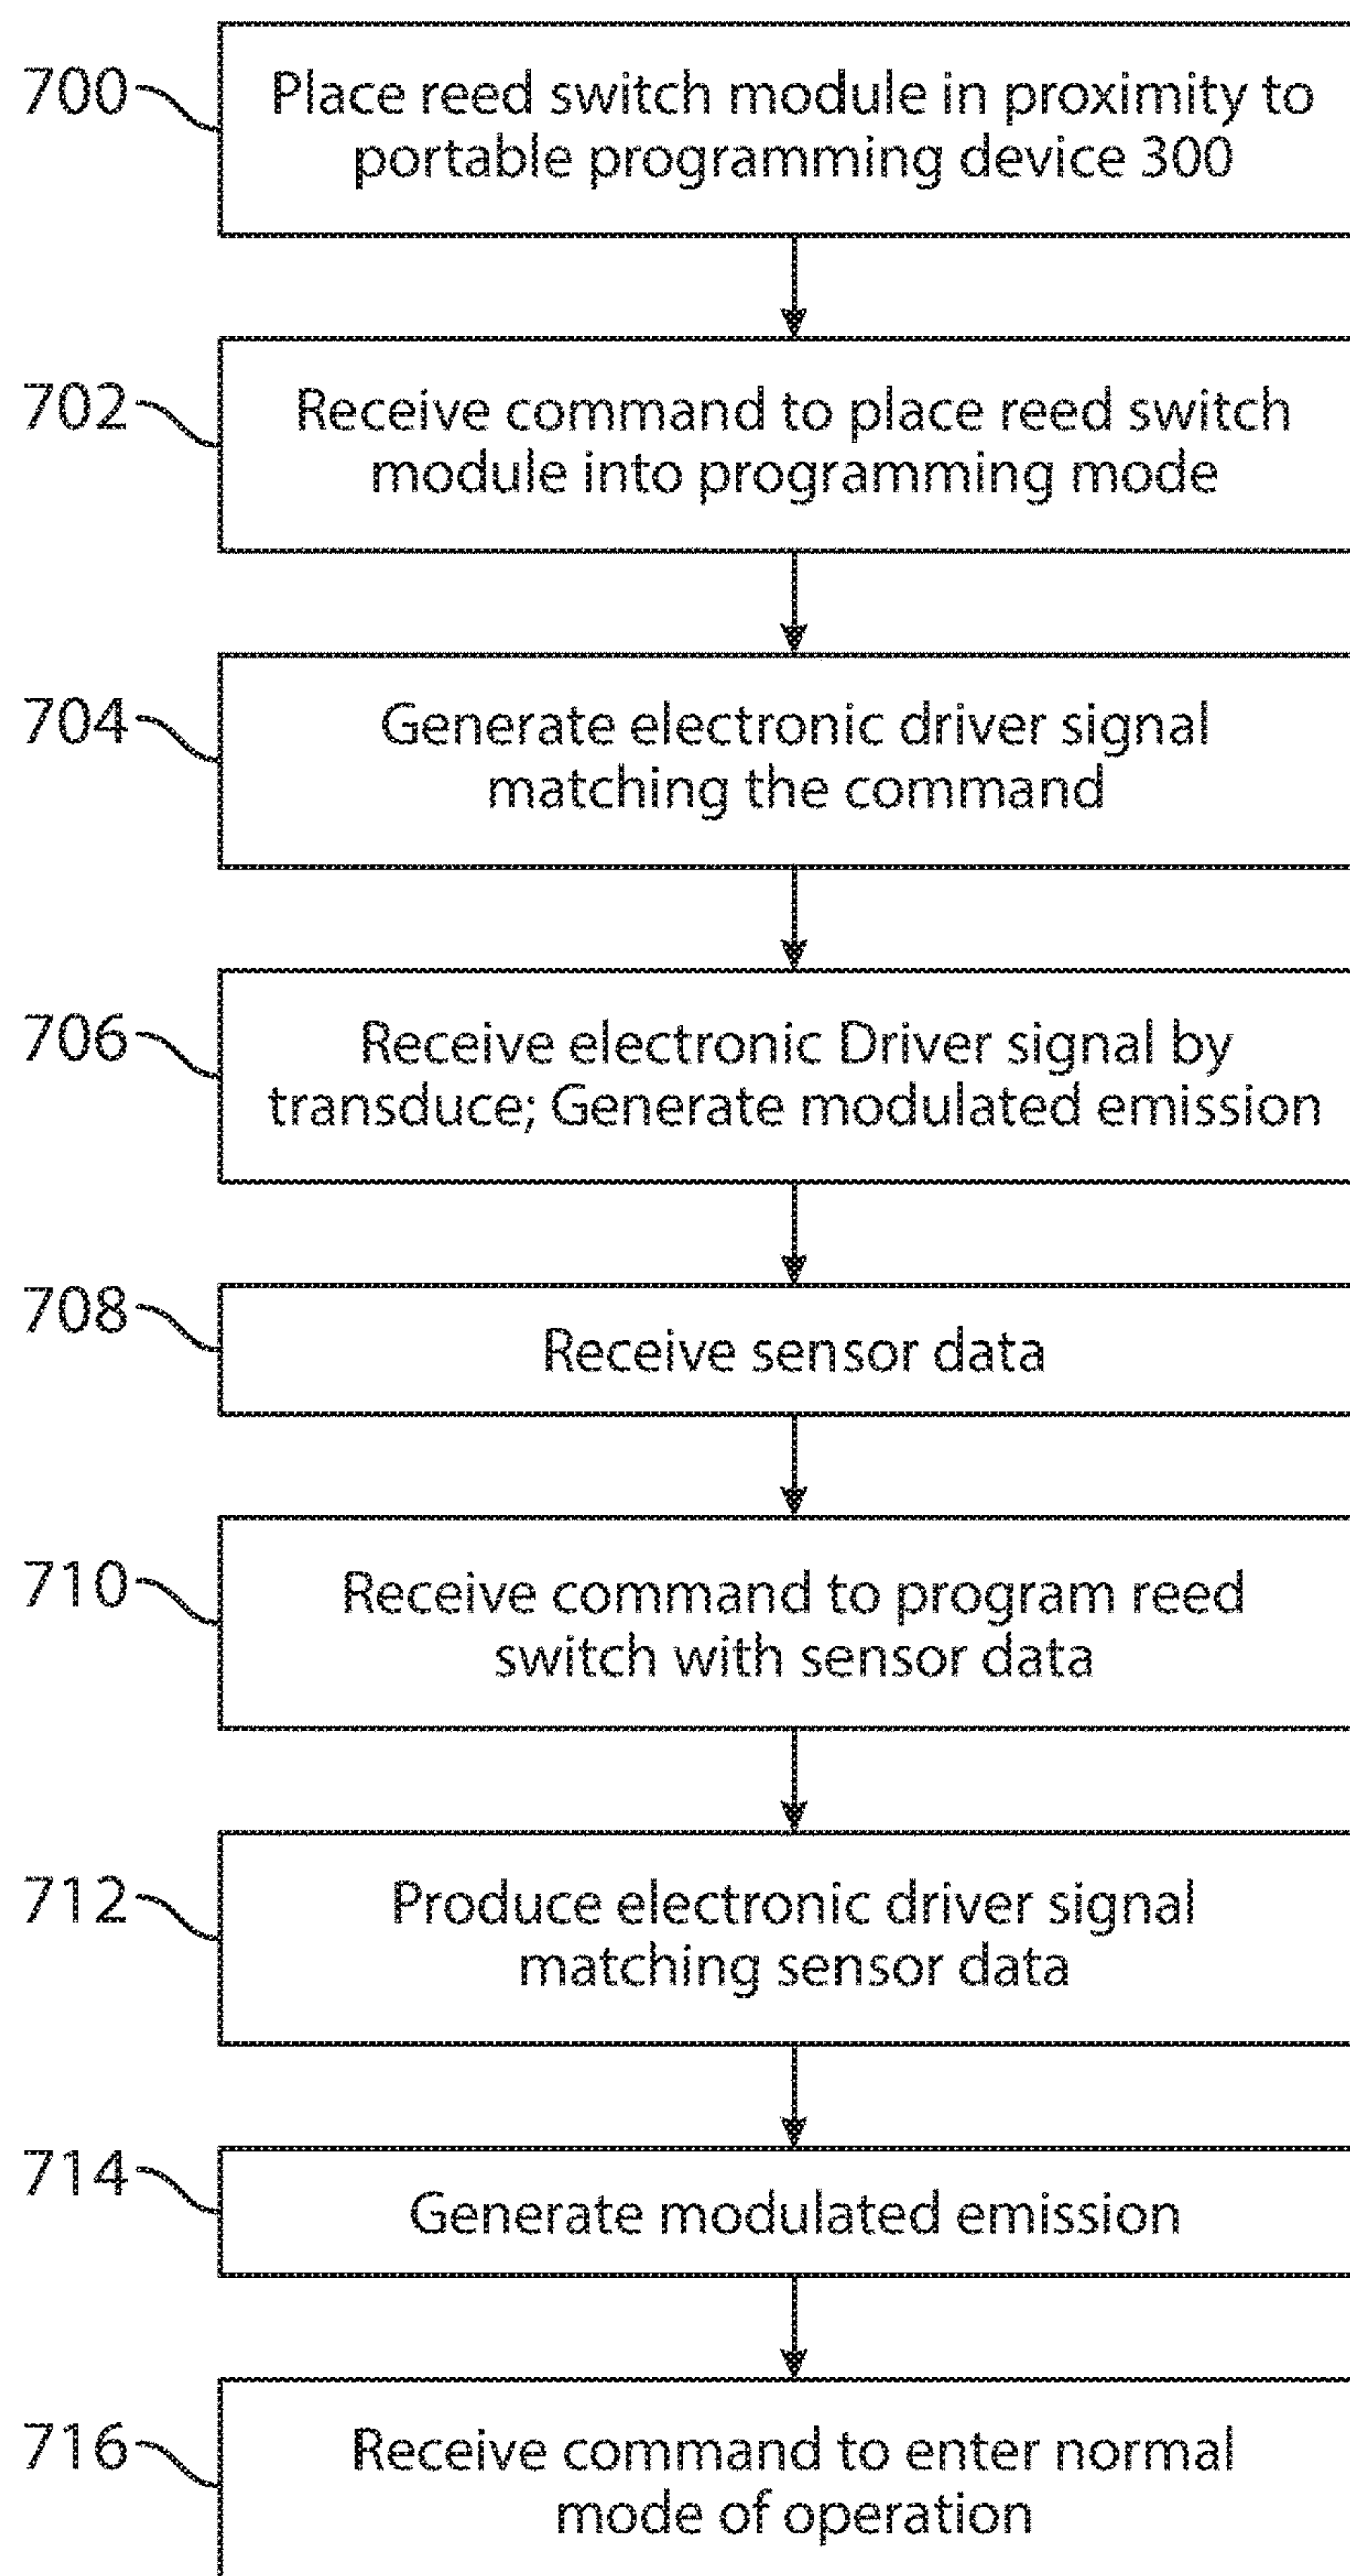 700
Place reed switch module in proximity to
portable programming device 300
702
Receive command to place reed switch
module into programming mode
704
Generate electronic driver signal
matching the command
706
Receive electronic Driver signal by
transduce; Generate modulated emission
708
Receive sensor data
710
Receive command to program reed
switch with sensor data
712
Produce electronic driver signal
matching sensor data
714
Generate modulated emission
716
Receive command to enter normal
mode of operation